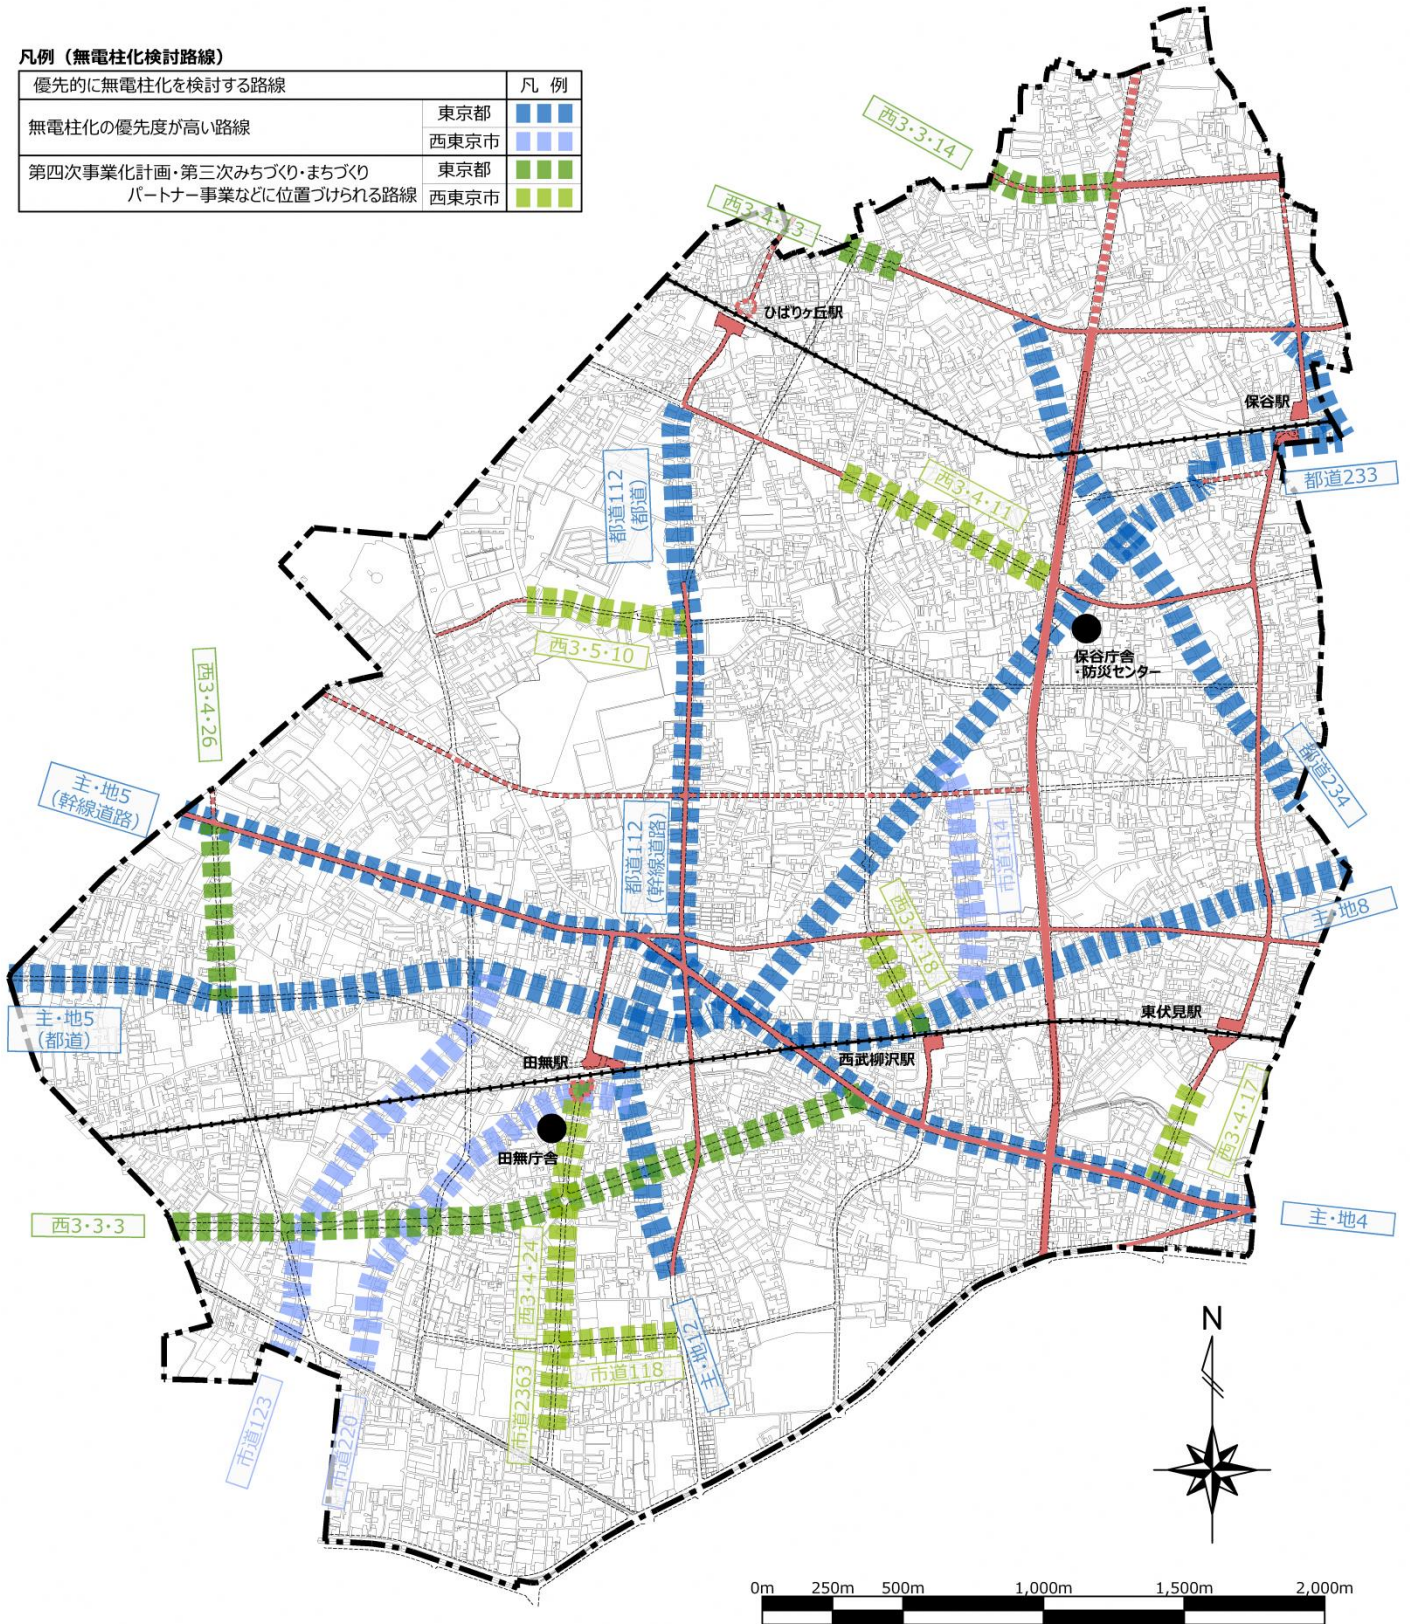 凡例（無電柱化検討路線）
優先的に無電柱化を検討する路線
凡 例
無電柱化の優先度が高い路線
東京都
西東京市
第四次事業化計画・第三次みちづくり・まちづくり
パートナー事業などに位置づけられる路線
東京都
西東京市
西3・3・14
西3・4・13
ひばりヶ丘駅
保谷駅
都道233
西3・4・11
都道112
（都道）
西3・5・10
保谷庁舎
・防災センター
西3・4・26
都道234
主・地5
（幹線道路）
都道112
（幹線道路）
市道114
西3・4・18
主・地8
主・地5
（都道）
東伏見駅
西武柳沢駅
田無駅
田無庁舎
西3・4・17
西3・3・3
主・地4
西3・4・24
主・地12
市道118
市道2363
市道123
市道220
N
0m 250m 500m 1,000m 1,500m 2,000m